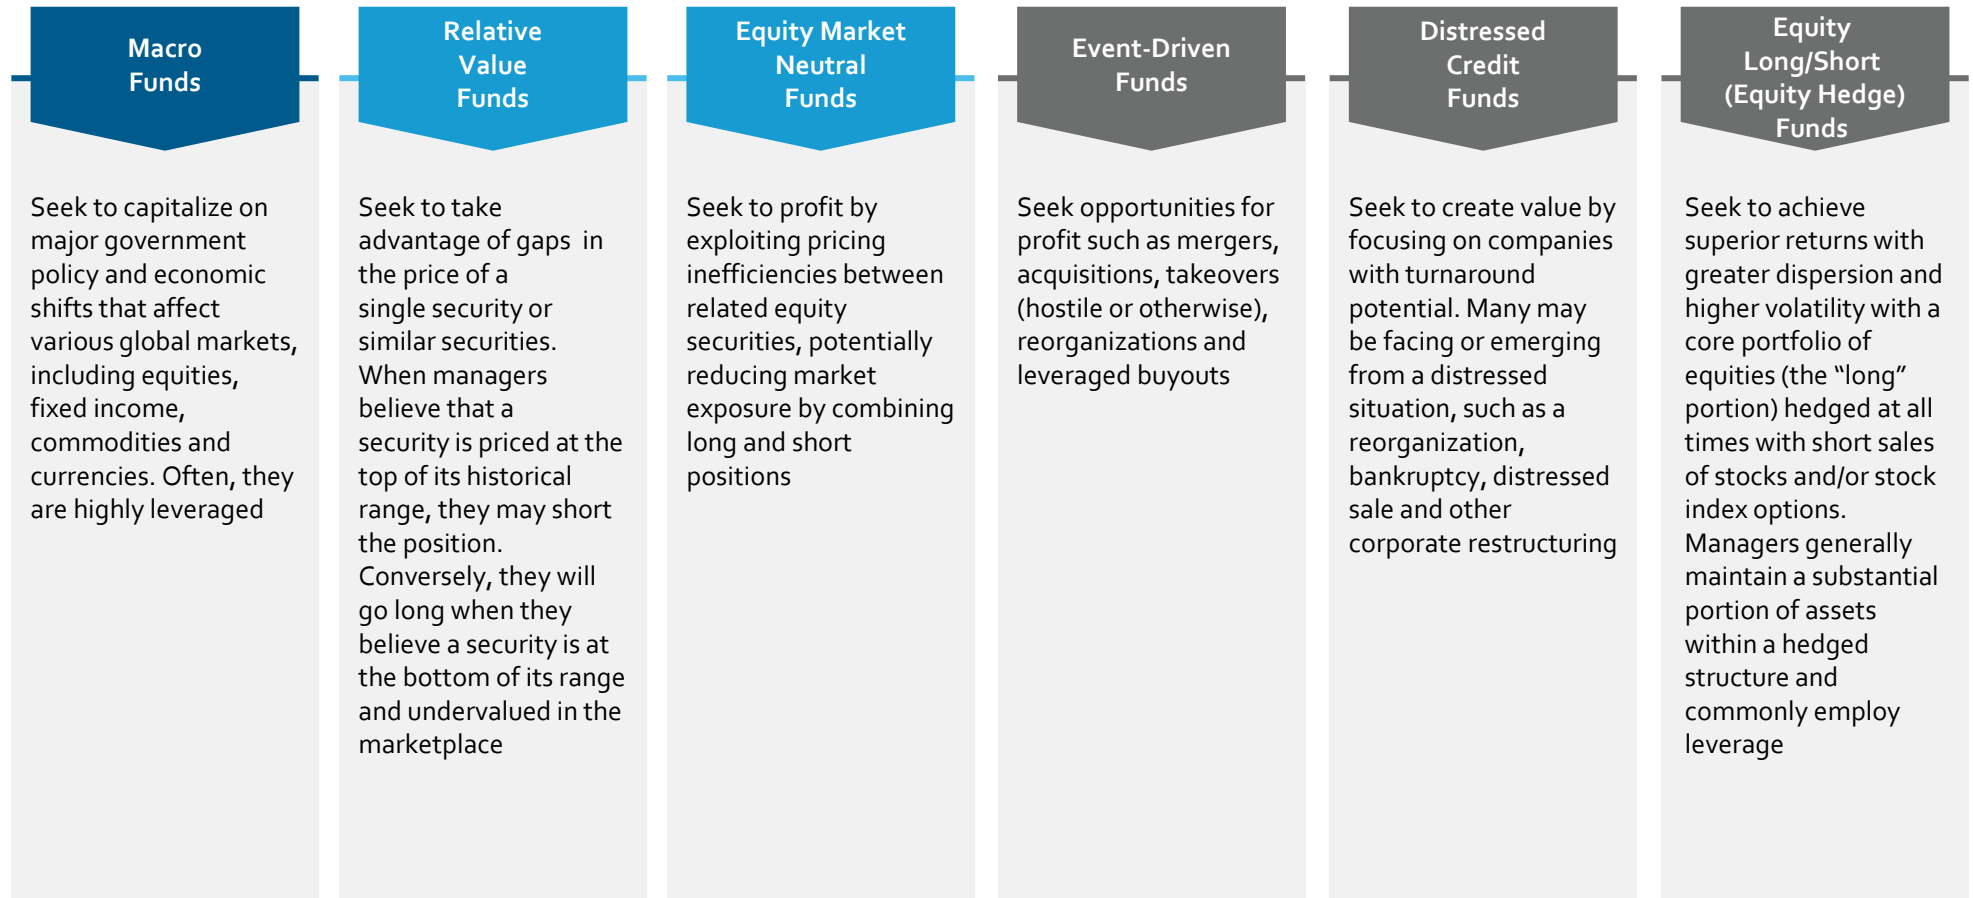 Macro
Funds
Seek to capitalize on
major government
policy and economic
shifts that affect
various global markets,
including equities,
fixed income,
commodities and
currencies. Often, they
are highly leveraged
Relative
Value
Funds
Seek to take
advantage of gaps in
the price of a
single security or
similar securities.
When managers
believe that a
security is priced at the
top of its historical
range, they may short
the position.
Conversely, they will
go long when they
believe a security is at
the bottom of its range
and undervalued in the
marketplace
Equity Market
Neutral
Funds
Seek to profit by
exploiting pricing
inefficiencies between
related equity
securities, potentially
reducing market
exposure by combining
long and short
positions
Event-Driven
Funds
Seek opportunities for
profit such as mergers,
acquisitions, takeovers
(hostile or otherwise),
reorganizations and
leveraged buyouts
Distressed
Credit
Funds
Seek to create value by
focusing on companies
with turnaround
potential. Many may
be facing or emerging
from a distressed
situation, such as a
reorganization,
bankruptcy, distressed
sale and other
corporate restructuring
Equity
Long/Short
(Equity Hedge)
Funds
Seek to achieve
superior returns with
greater dispersion and
higher volatility with a
core portfolio of
equities (the “long”
portion) hedged at all
times with short sales
of stocks and/or stock
index options.
Managers generally
maintain a substantial
portion of assets
within a hedged
structure and
commonly employ
leverage